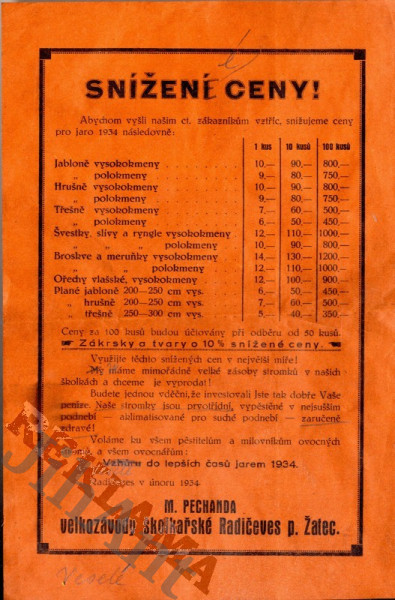 é
SNÍŽENÉ CENY!
Abychom vyšli našim ct. zákazníkům vztříc, snižujeme ceny
pro jaro 1934 následovně:
1 kus 10 kusů 100 kusů
Jabloně vysokokmeny 10,— 90,— 800,—
„ polokmeny 9,— 80,— 750,—
Hrušně vysokokmeny 10,— 90,— 800,—
„ polokmeny 9,— 80,— 750,—
Třešně vysokokmeny 7,— 60,— 500,—
„ polokmeny 6,— 50,— 450,—
Švestky, slivy a ryngle vysokokmeny 12,— 110,— 1000,—
„ „ „ polokmeny 10,— 90,— 800,—
Broskve a meruňky vysokokmeny 14,— 130,— 1200,—
„ „ polokmeny 12,— 110,— 1000,—
Ořechy vlašské, vysokokmeny 12,— 100,— 900,—
Plané jabloně 200—250 cm vys. 6,— 50,— 450,—
„ hrušně 200—250 cm vys. 7,— 60,— 500,—
„ třešně 250—300 cm vys. 5,— 40,— 350,—
Ceny za 100 kusů budou účtovány při odběru od 50 kusů.
Zákrsky a tvary o 10% snížené ceny.
Využijte těchto snížených cen v největší míře!
My máme mimořádně velké zásoby stromků v našich
školkách a chceme je vyprodat!
Budete jednou vděčni, že investovali jste tak dobře Vaše
peníze. Naše stromky jsou prvotřídní, vypěstěné v nejsušším
podnebí — aklimatisované pro suché podnebí — zaručeně
zdravé!
Voláme ku všem pěstitelům a milovníkům ovocných
a všem ovocnářům:
Vzhůru do lepších časů jarem 1934.
Radíčeves v únoru 1934
M. PECHANDA
velkozávody školkařské Radíčeves p. Žatec.
REKLAMA
Veselé